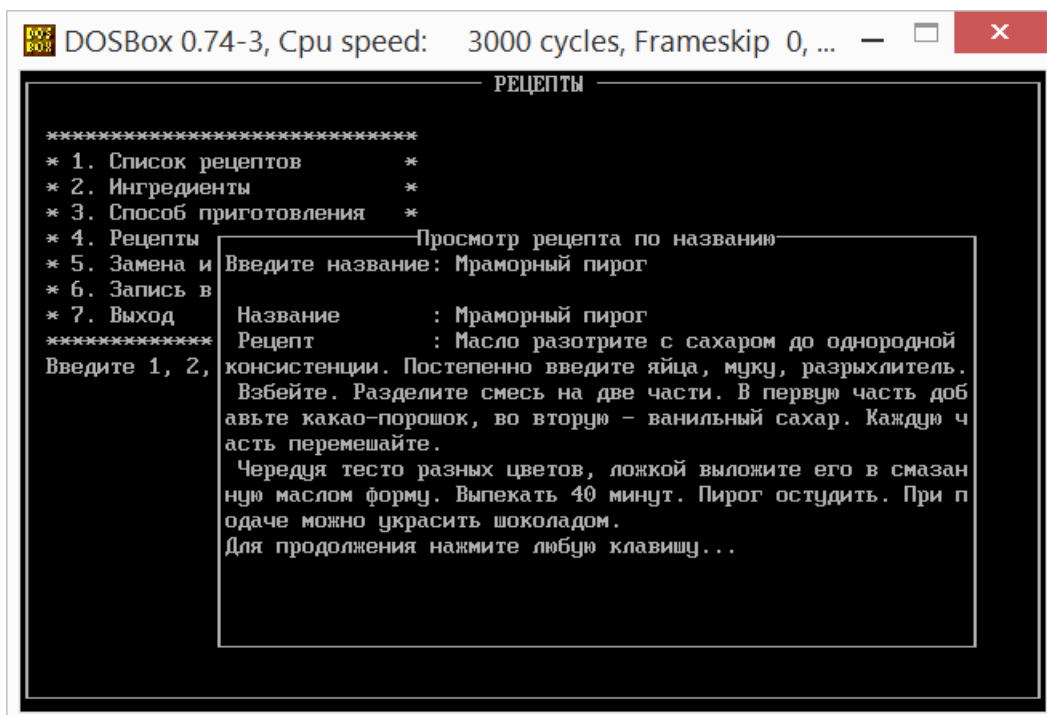 DOSBox 0.74-3, Cpu speed: 3000 cycles, Frameskip 0, ...
РЕЦЕПТЫ
*****************************
* 1. Список рецептов *
* 2. Ингредиенты *
* 3. Способ приготовления *
* 4. Рецепты
* 5. Замена и
* 6. Запись в
* 7. Выход
*************
Введите 1, 2,
Просмотр рецепта по названию
Введите название: Мраморный пирог
Название : Мраморный пирог
Рецепт : Масло разотрите с сахаром до однородной
консистенции. Постепенно введите яйца, муку, разрыхлитель.
Взбейте. Разделите смесь на две части. В первую часть доб
авьте какао-порошок, во вторую - ванильный сахар. Каждую ч
асть перемешайте.
Чередуя тесто разных цветов, ложкой выложите его в смазан
ную маслом форму. Выпекать 40 минут. Пирог остудить. При п
одаче можно украсить шоколадом.
Для продолжения нажмите любую клавишу...